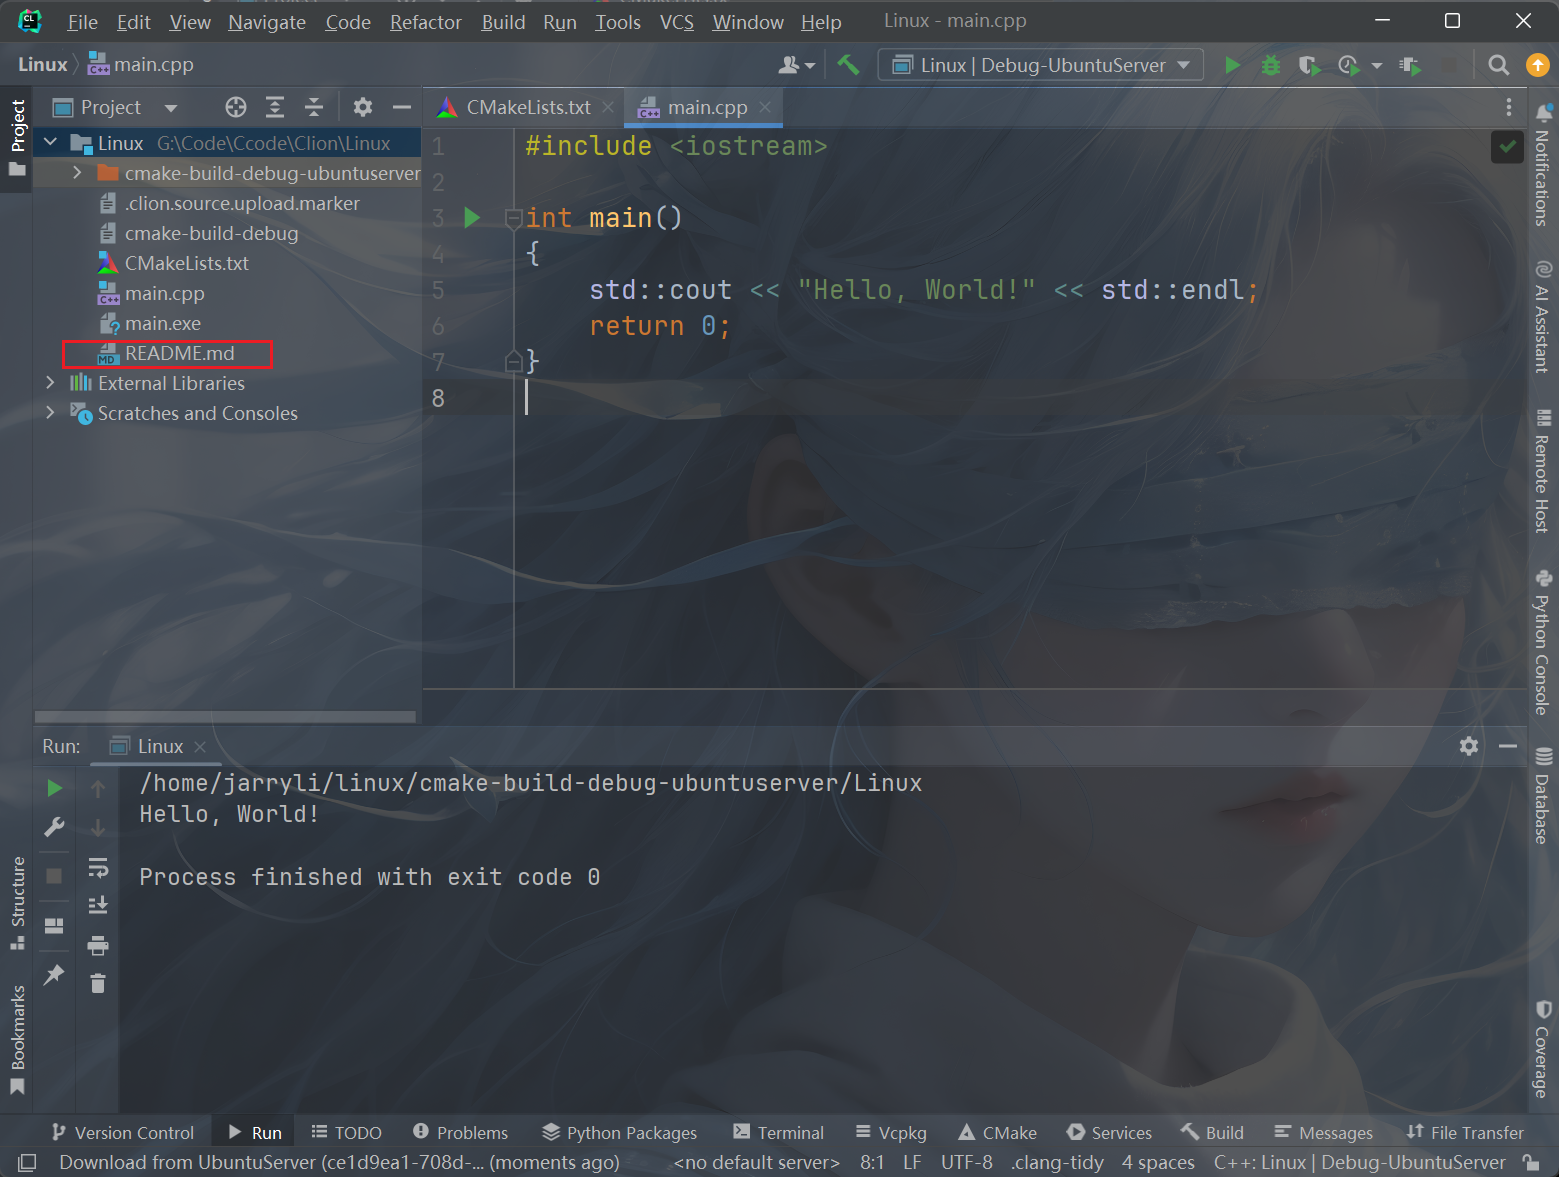 CL
File Edit View Navigate Code Refactor Build Run Tools VCS Window Help Linux - main.cpp
Linux main.cpp Linux | Debug-UbuntuServer
Project CMakeLists.txt main.cpp
Project
Linux G:\Code\Ccode\Clion\Linux
cmake-build-debug-ubuntuserver
.clion.source.upload.marker
cmake-build-debug
CMakeLists.txt
main.cpp
main.exe
README.md
External Libraries
Scratches and Consoles
1 #include <iostream>
2
3 int main()
4 {
5 std::cout << "Hello, World!" << std::endl;
6 return 0;
7 }
8
Notifications
AI Assistant
Remote Host
Python Console
Database
Coverage
Run: Linux
/home/jarryli/linux/cmake-build-debug-ubuntuserver/Linux
Hello, World!
Process finished with exit code 0
Structure
Bookmarks
Version Control Run TODO Problems Python Packages Terminal Vcpkg CMake Services Build Messages File Transfer
Download from UbuntuServer (ce1d9ea1-708d-... (moments ago) <no default server> 8:1 LF UTF-8 .clang-tidy 4 spaces C++: Linux | Debug-UbuntuServer